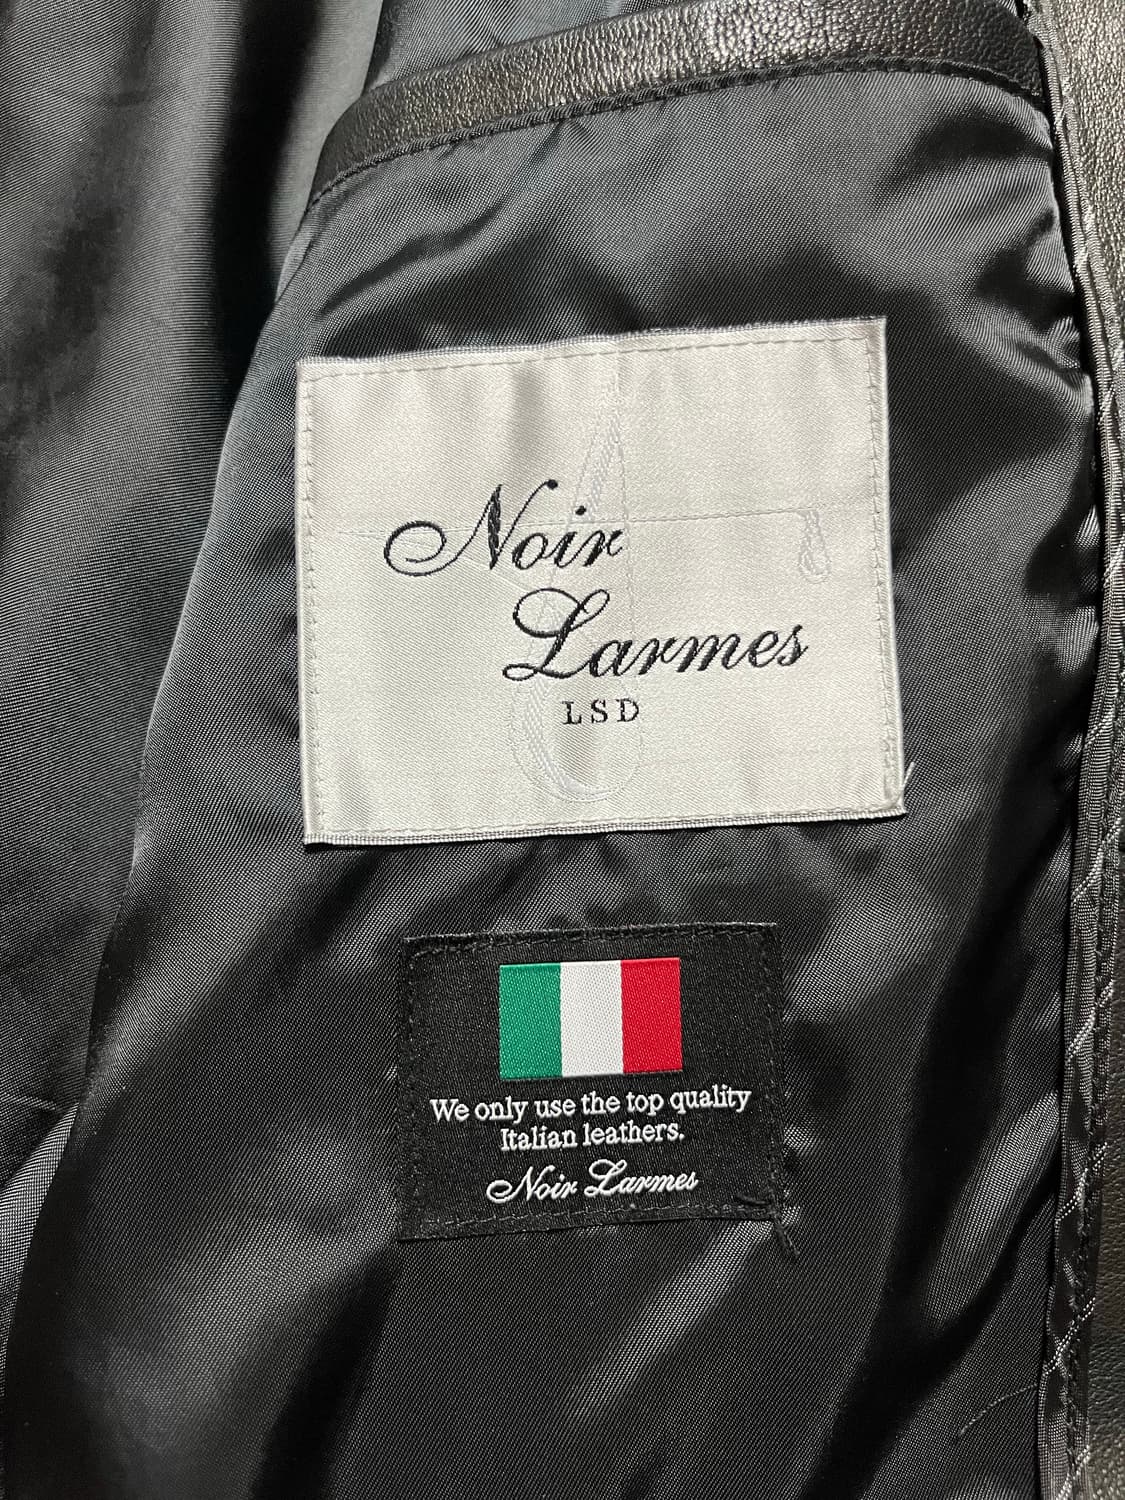 Noir
Larmes
LSD
We only use the top quality
Italian leathers.
Noir Larmes